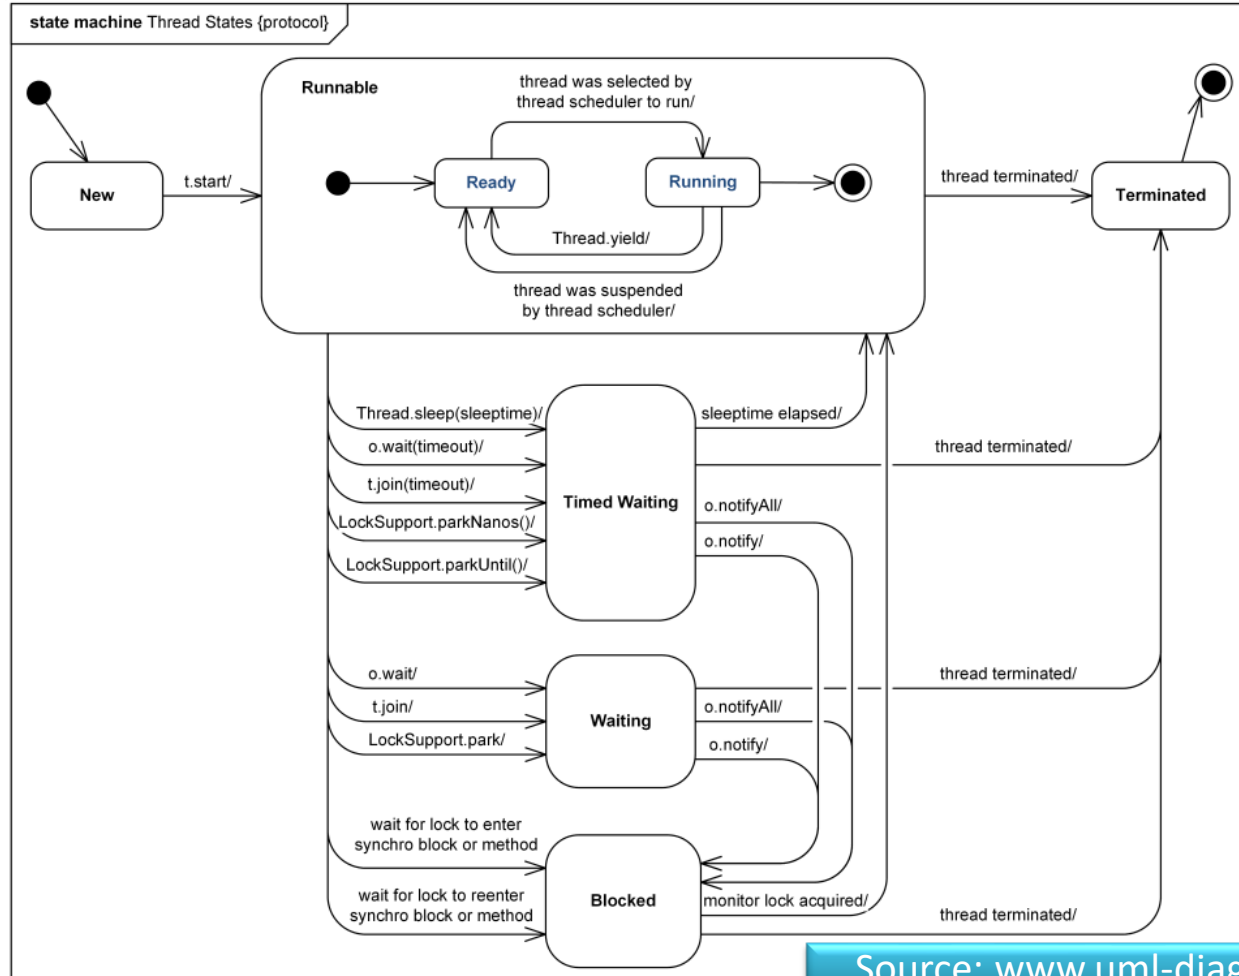 state machine Thread States {protocol}
Runnable
thread was selected by
thread scheduler to run/
New
t.start/
Ready
Running
thread terminated/
Terminated
Thread.yield/
thread was suspended
by thread scheduler/
Thread.sleep(sleeptime)/
sleeptime elapsed/
o.wait(timeout)/
thread terminated/
t.join(timeout)/
Timed Waiting
o.notifyAll/
LockSupport.parkNanos()/
o.notify/
LockSupport.parkUntil()/
o.wait/
thread terminated/
t.join/
Waiting
o.notifyAll/
LockSupport.park/
o.notify/
wait for lock to enter
synchro block or method
wait for lock to reenter
synchro block or method
Blocked
monitor lock acquired/
thread terminated/
Source: www.uml-diag